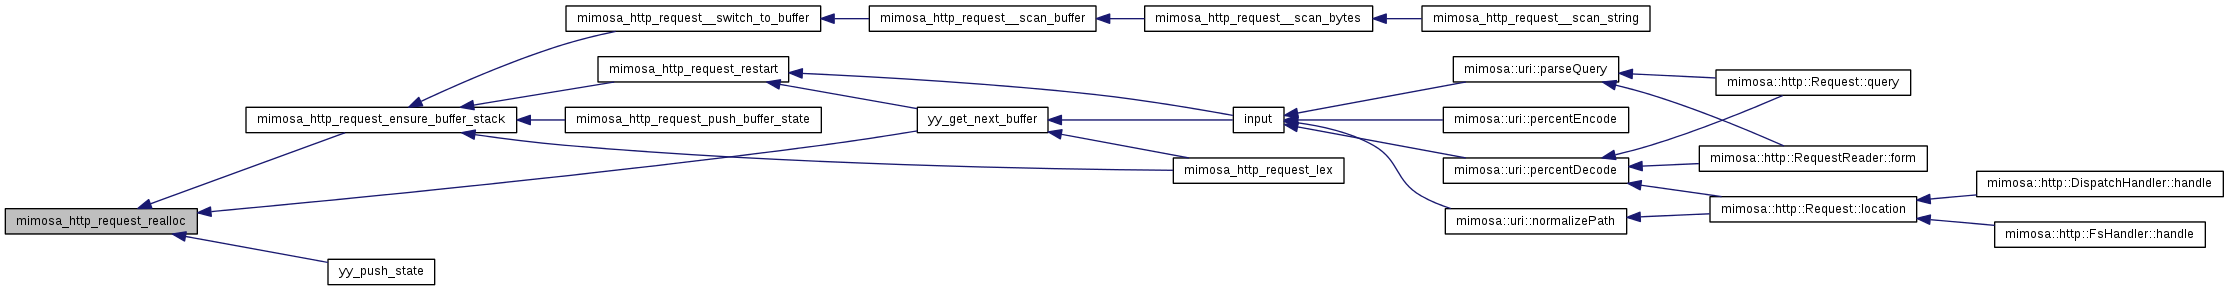 mimosa_http_request__switch_to_buffer
mimosa_http_request__scan_buffer
mimosa_http_request__scan_bytes
mimosa_http_request__scan_string
mimosa_http_request_restart
mimosa::uri::parseQuery
mimosa::http::Request::query
mimosa_http_request_ensure_buffer_stack
mimosa_http_request_push_buffer_state
yy_get_next_buffer
input
mimosa::uri::percentEncode
mimosa::http::RequestReader::form
mimosa_http_request_lex
mimosa::uri::percentDecode
mimosa::http::DispatchHandler::handle
mimosa_http_request_realloc
mimosa::uri::normalizePath
mimosa::http::Request::location
mimosa::http::FsHandler::handle
yy_push_state